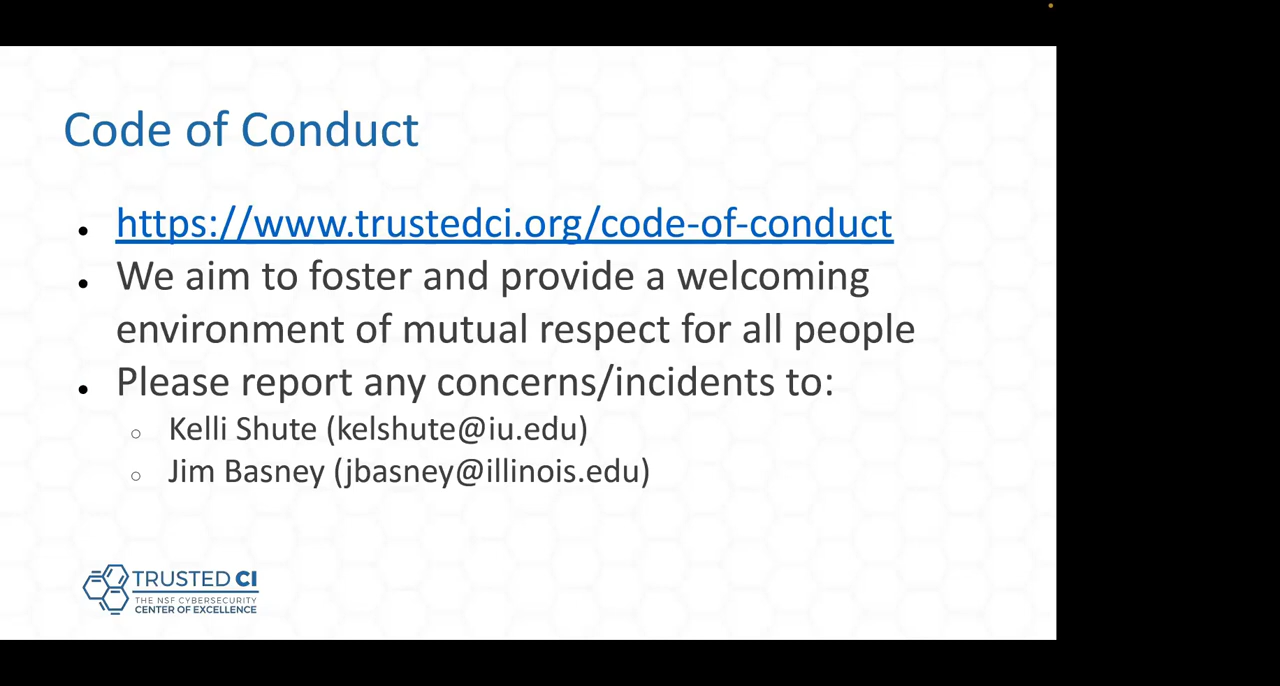 Code of Conduct
https://www.trustedci.org/code-of-conduct
We aim to foster and provide a welcoming
environment of mutual respect for all people
Please report any concerns/incidents to:
Kelli Shute (kelshute@iu.edu)
Jim Basney (jbasney@illinois.edu)
TRUSTED CI
THE NSF CYBERSECURITY
CENTER OF EXCELLENCE